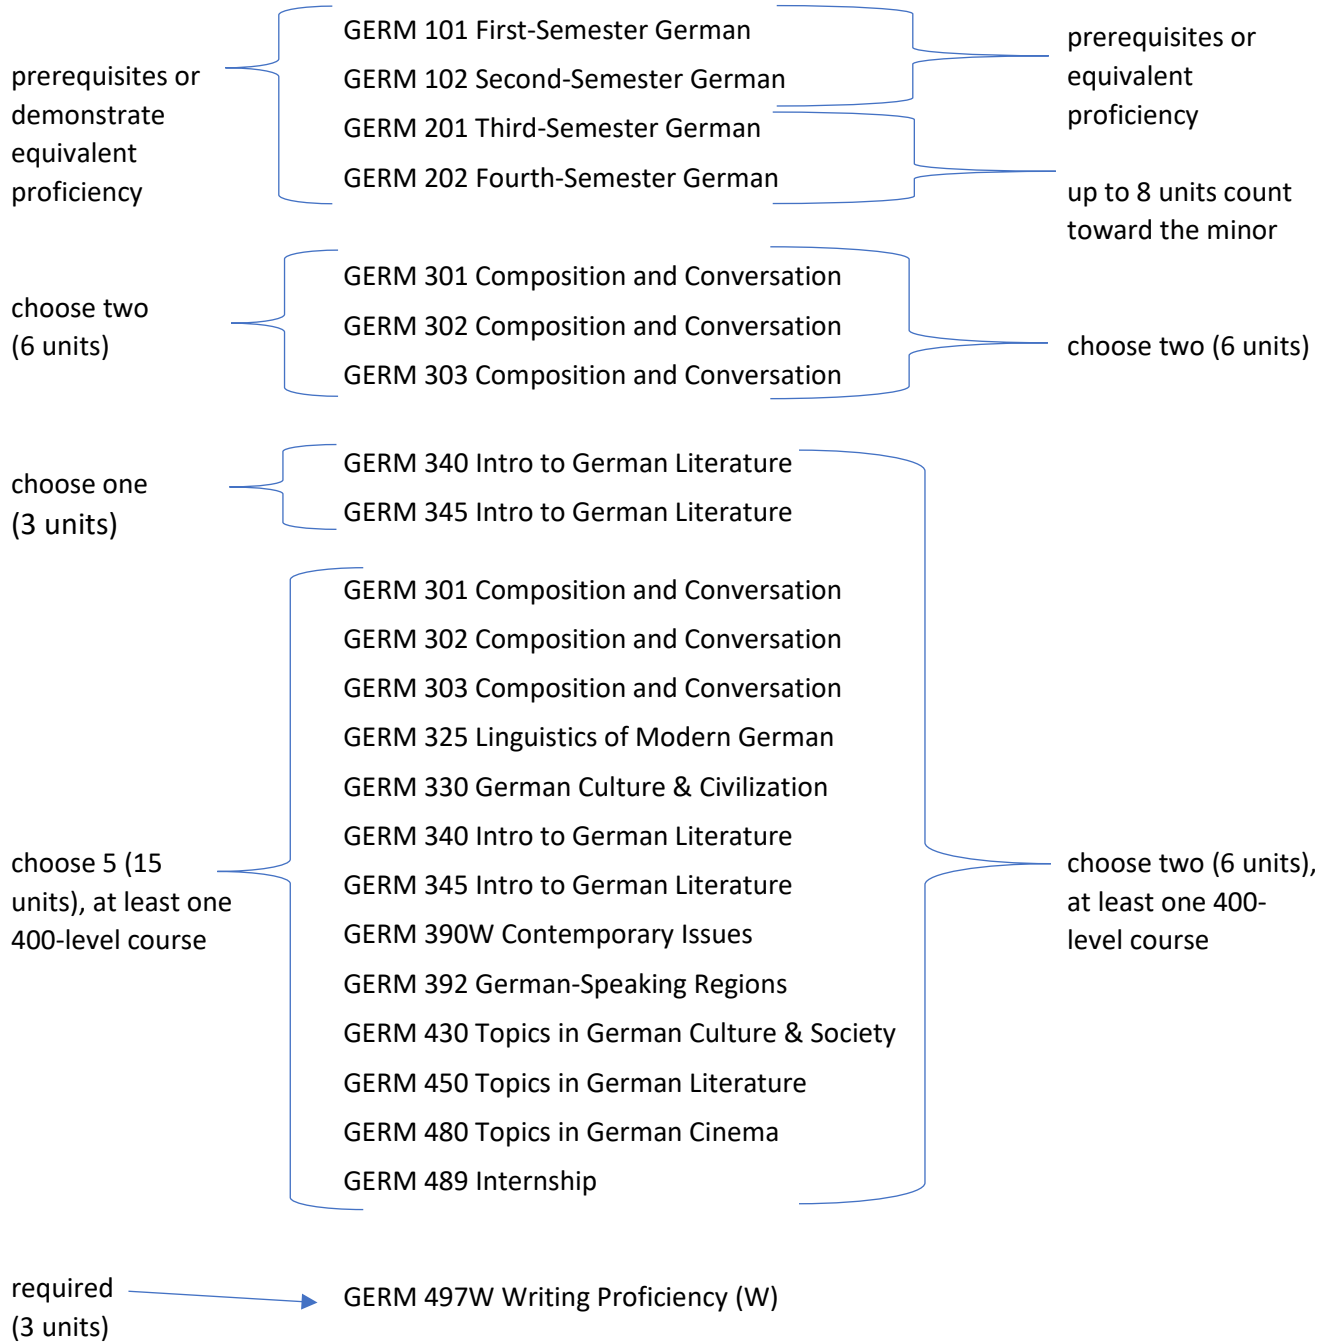 GERM 101 First-Semester German
GERM 102 Second-Semester German
GERM 201 Third-Semester German
GERM 202 Fourth-Semester German
prerequisites or
demonstrate
equivalent
proficiency
prerequisites or
equivalent
proficiency
up to 8 units count
toward the minor
GERM 301 Composition and Conversation
GERM 302 Composition and Conversation
GERM 303 Composition and Conversation
choose two
(6 units)
choose two (6 units)
GERM 340 Intro to German Literature
GERM 345 Intro to German Literature
choose one
(3 units)
GERM 301 Composition and Conversation
GERM 302 Composition and Conversation
GERM 303 Composition and Conversation
GERM 325 Linguistics of Modern German
GERM 330 German Culture & Civilization
GERM 340 Intro to German Literature
GERM 345 Intro to German Literature
GERM 390W Contemporary Issues
GERM 392 German-Speaking Regions
GERM 430 Topics in German Culture & Society
GERM 450 Topics in German Literature
GERM 480 Topics in German Cinema
GERM 489 Internship
choose 5 (15
units), at least one
400-level course
choose two (6 units),
at least one 400-
level course
required
(3 units)
GERM 497W Writing Proficiency (W)